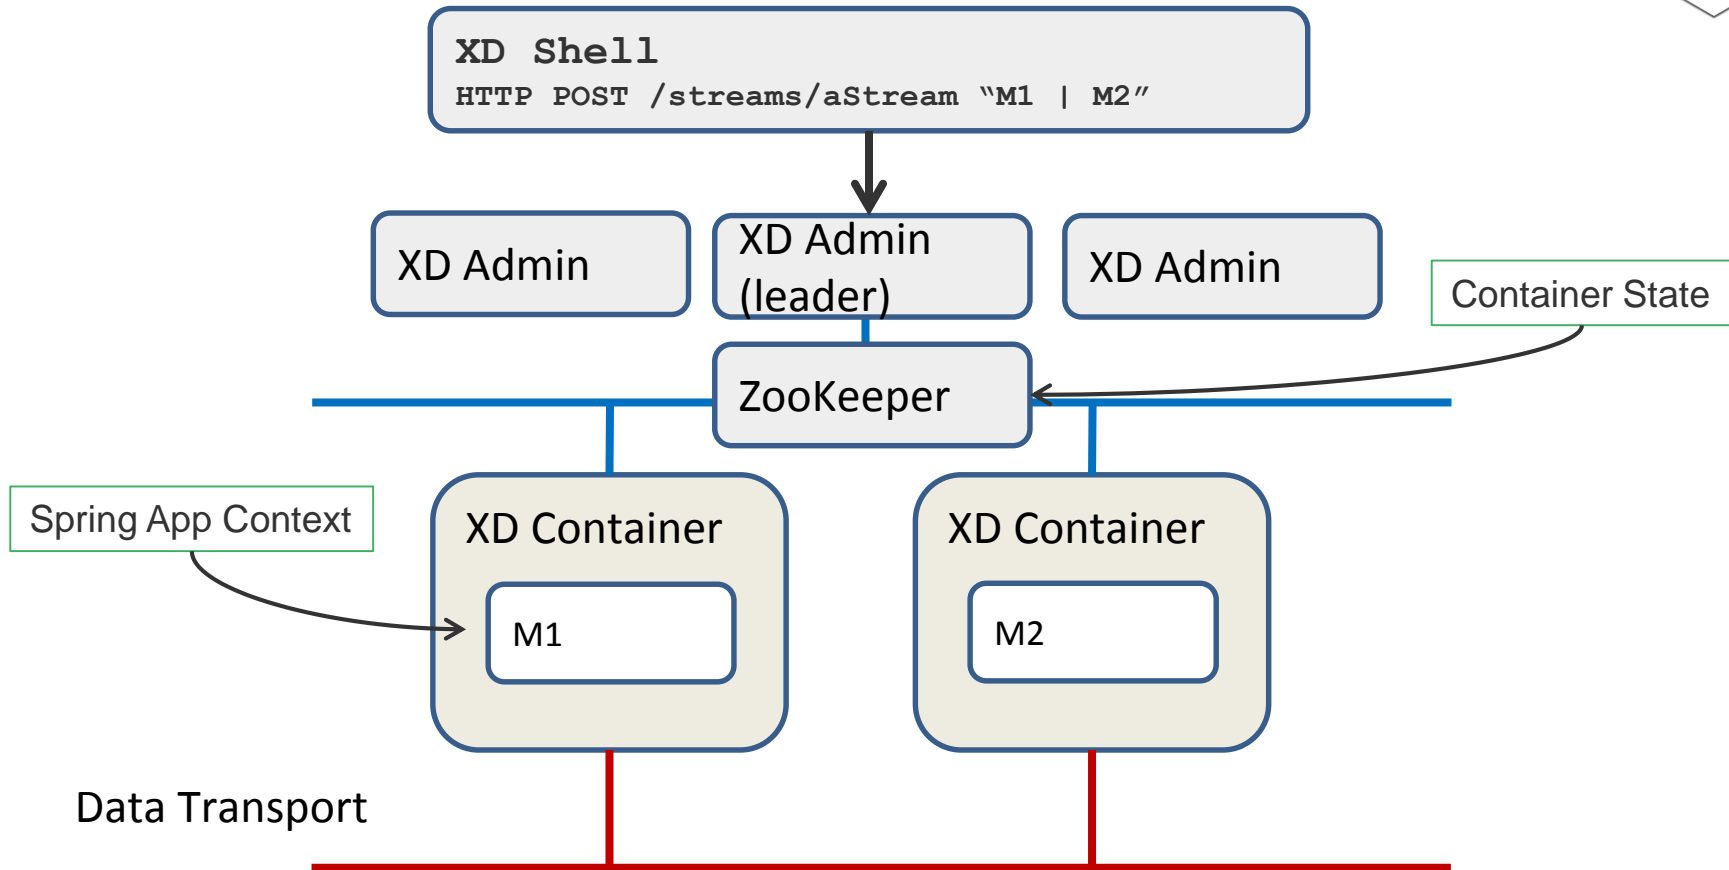 XD Shell
HTTP POST /streams/aStream “M1 | M2”
XD Admin
XD Admin
(leader)
XD Admin
Container State
ZooKeeper
Spring App Context
XD Container
XD Container
M1
M2
Data Transport